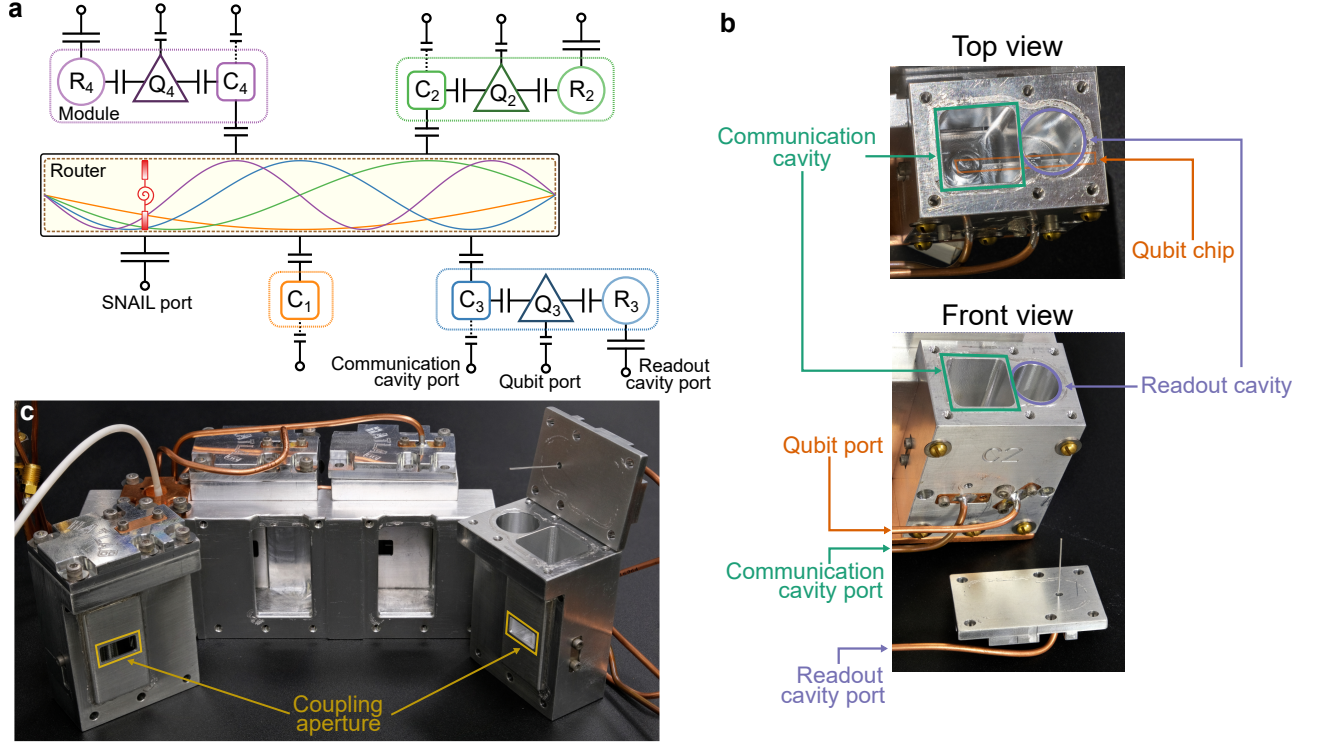 a
R4
Q4
C4
Module
C2
Q2
R2
Router
SNAIL port
C1
C3
Q3
R3
Communication
cavity port
Qubit port
Readout
cavity port
b
Top view
Communication
cavity
Qubit chip
Front view
Readout cavity
C2
Qubit port
Communication
cavity port
Readout
cavity port
c
Coupling
aperture